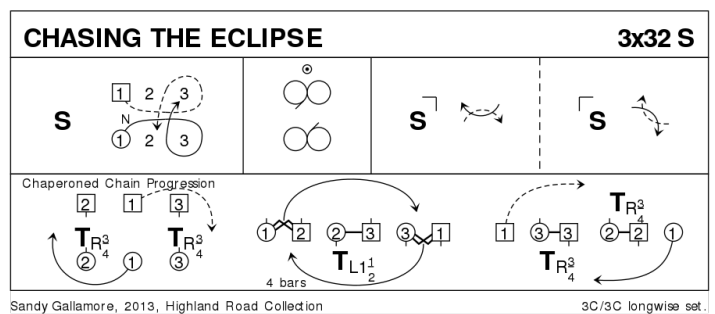 CHASING THE ECLIPSE 3x32 S
1 2 3
S N
1 2 3
S
S
Chaperoned Chain Progression
2 1 3
T R 3/4 T R 3/4
2 1 3
1 2 2 3 3 1
T L 1 1/2
4 bars
T R 3/4
1 3 3 2 2 1
T R 3/4
Sandy Gallamore, 2013, Highland Road Collection 3C/3C longwise set.